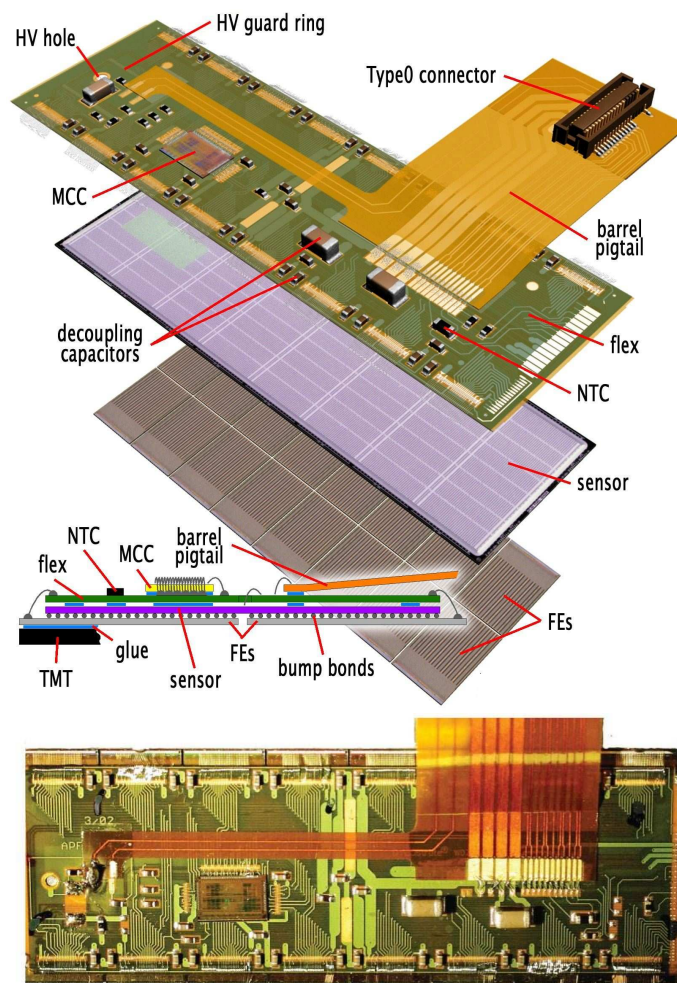 HV guard ring
HV hole
Type0 connector
MCC
barrel
pigtail
decoupling
capacitors
flex
NTC
sensor
barrel
pigtail
NTC
MCC
flex
FEs
glue
FEs
bump bonds
sensor
TMT
3/02